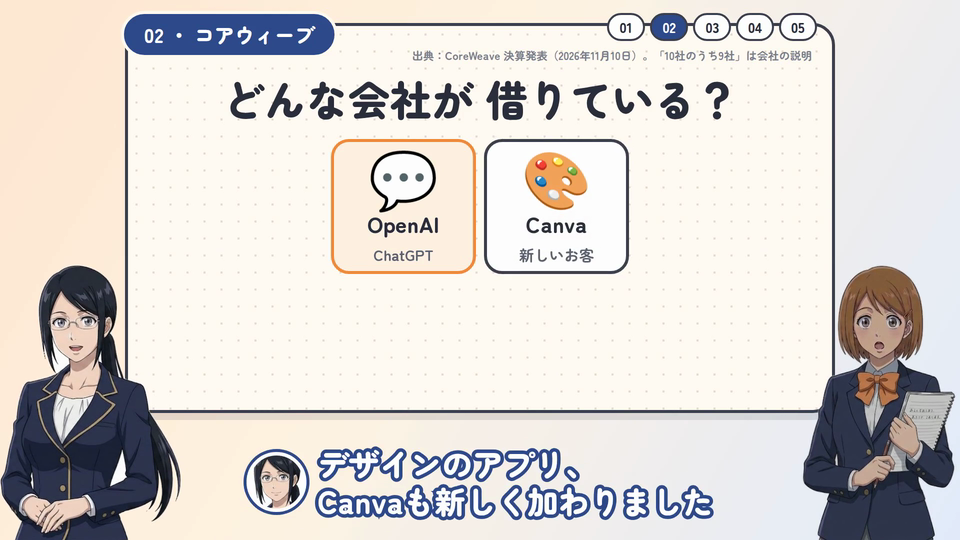 02・コアウィーブ
01 02 03 04 05
出典：CoreWeave 決算発表（2026年11月10日）。「10社のうち9社」は会社の説明
どんな会社が 借りている？
OpenAI
ChatGPT
Canva
新しいお客
デザインのアプリ、
Canvaも新しく加わりました